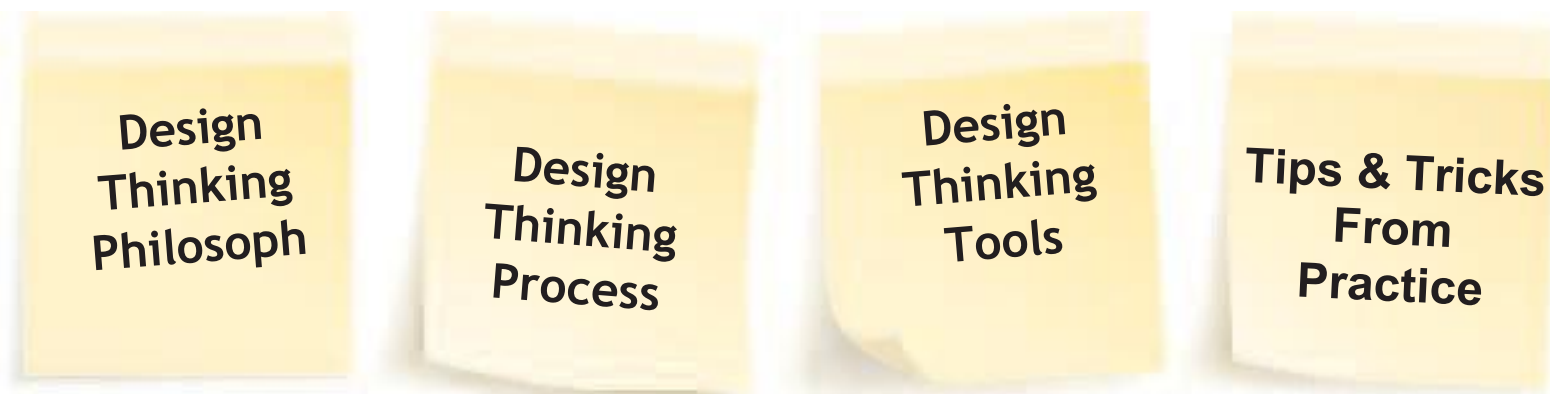 Design
Thinking
Philosoph
Design
Thinking
Process
Design
Thinking
Tools
Tips & Tricks
From
Practice